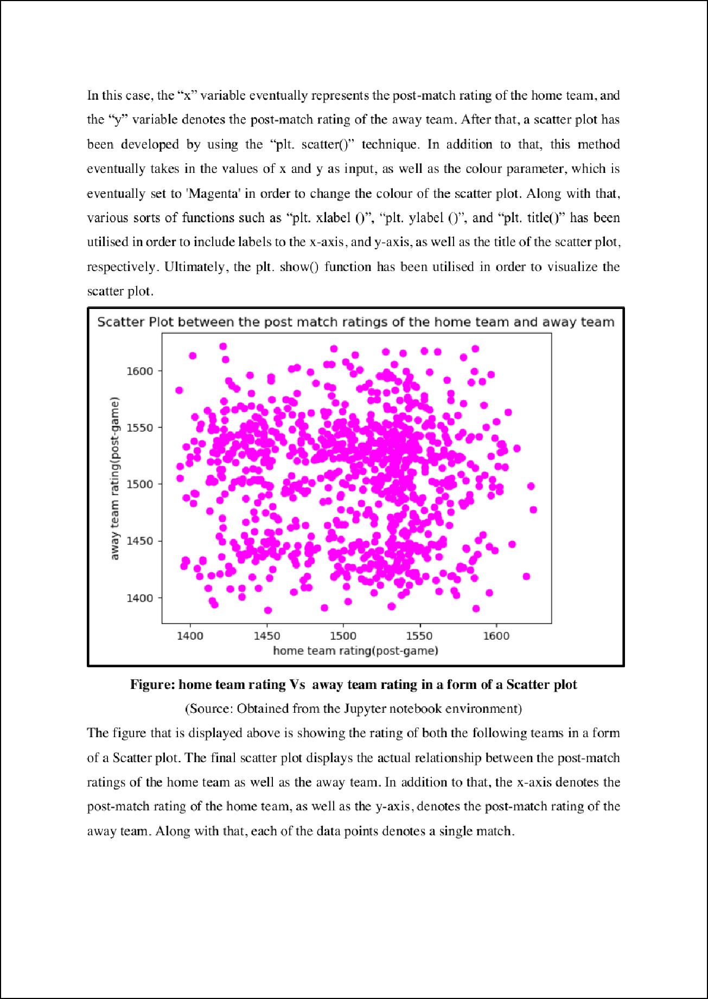 In this case, the “x” variable eventually represents the post-match rating of the home team, and
the “y” variable denotes the post-match rating of the away team. After that, a scatter plot has
been developed by using the “plt. scatter()” technique. In addition to that, this method
eventually takes in the values of x and y as input, as well as the colour parameter, which is
eventually set to 'Magenta' in order to change the colour of the scatter plot. Along with that,
various sorts of functions such as “plt. xlabel ()”, “plt. ylabel ()”, and “plt. title()” has been
utilised in order to include labels to the x-axis, and y-axis, as well as the title of the scatter plot,
respectively. Ultimately, the plt. show() function has been utilised in order to visualize the
scatter plot.
Scatter Plot between the post match ratings of the home team and away team
1600
1550
1500
1450
1400
away team rating(post-game)
1400 1450 1500 1550 1600
home team rating(post-game)
Figure: home team rating Vs  away team rating in a form of a Scatter plot
(Source: Obtained from the Jupyter notebook environment)
The figure that is displayed above is showing the rating of both the following teams in a form
of a Scatter plot. The final scatter plot displays the actual relationship between the post-match
ratings of the home team as well as the away team. In addition to that, the x-axis denotes the
post-match rating of the home team, as well as the y-axis, denotes the post-match rating of the
away team. Along with that, each of the data points denotes a single match.